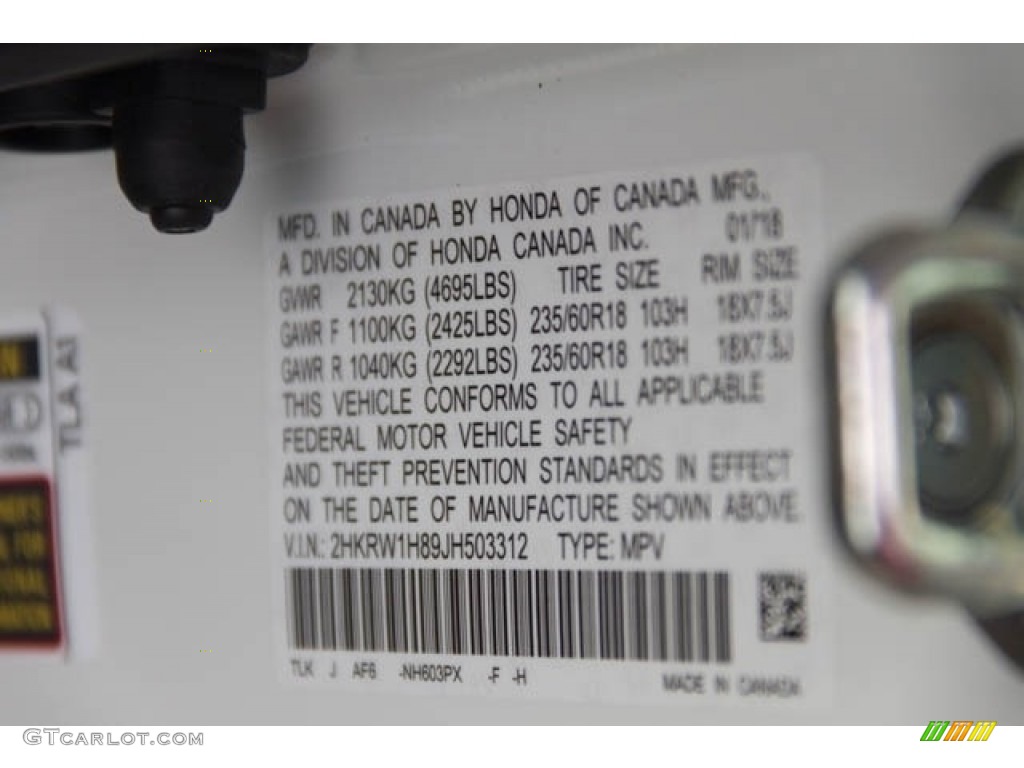 MFD. IN CANADA BY HONDA OF CANADA MFG.,
A DIVISION OF HONDA CANADA INC. 01/18
GVWR 2130KG (4695LBS) TIRE SIZE RIM SIZE
GAWR F 1100KG (2425LBS) 235/60R18 103H 18X7.5J
GAWR R 1040KG (2292LBS) 235/60R18 103H 18X7.5J
THIS VEHICLE CONFORMS TO ALL APPLICABLE
FEDERAL MOTOR VEHICLE SAFETY
AND THEFT PREVENTION STANDARDS IN EFFECT
ON THE DATE OF MANUFACTURE SHOWN ABOVE.
V.I.N.: 2HKRW1H89JH503312 TYPE: MPV
TLK J AF6 -NH603PX -F -H
MADE IN CANADA
TLA A1
GTCARLOT.COM